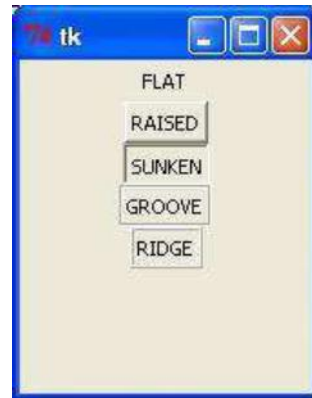 tk
FLAT
RAISED
SUNKEN
GROOVE
RIDGE